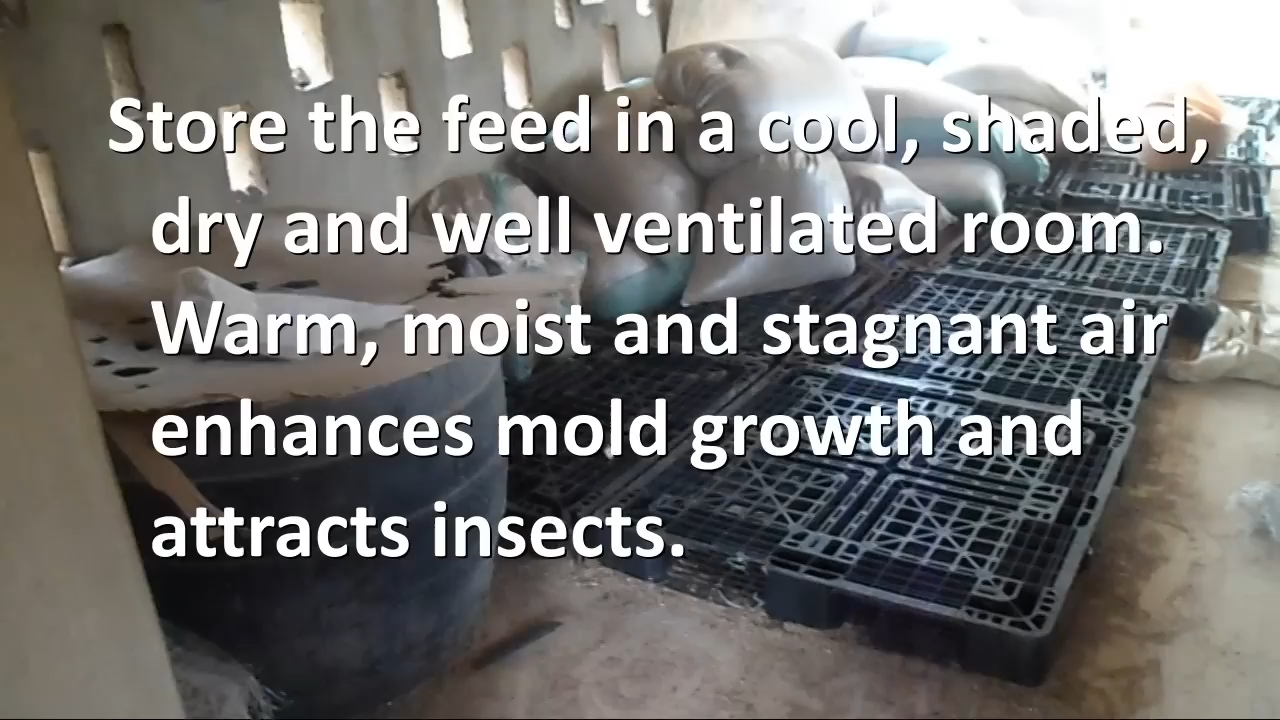 Store the feed in a cool, shaded,
dry and well ventilated room.
Warm, moist and stagnant air
enhances mold growth and
attracts insects.